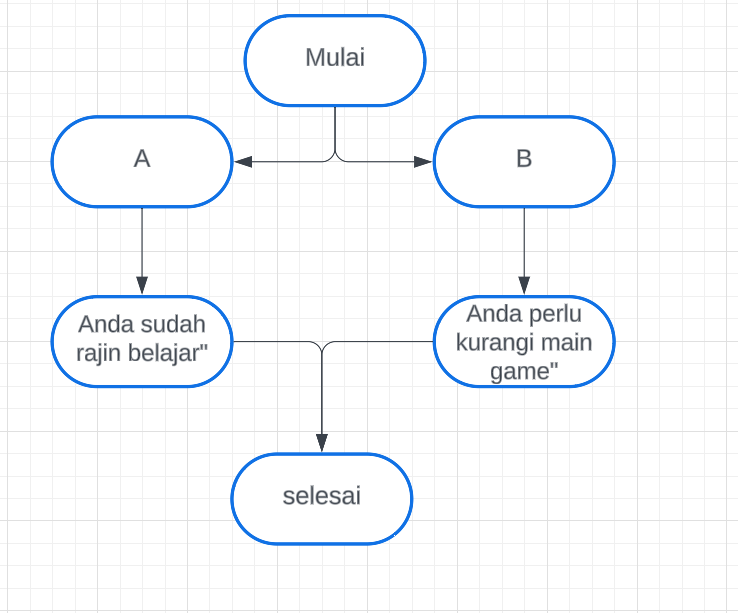 Mulai
A
B
Anda sudah
rajin belajar"
Anda perlu
kurangi main
game"
selesai